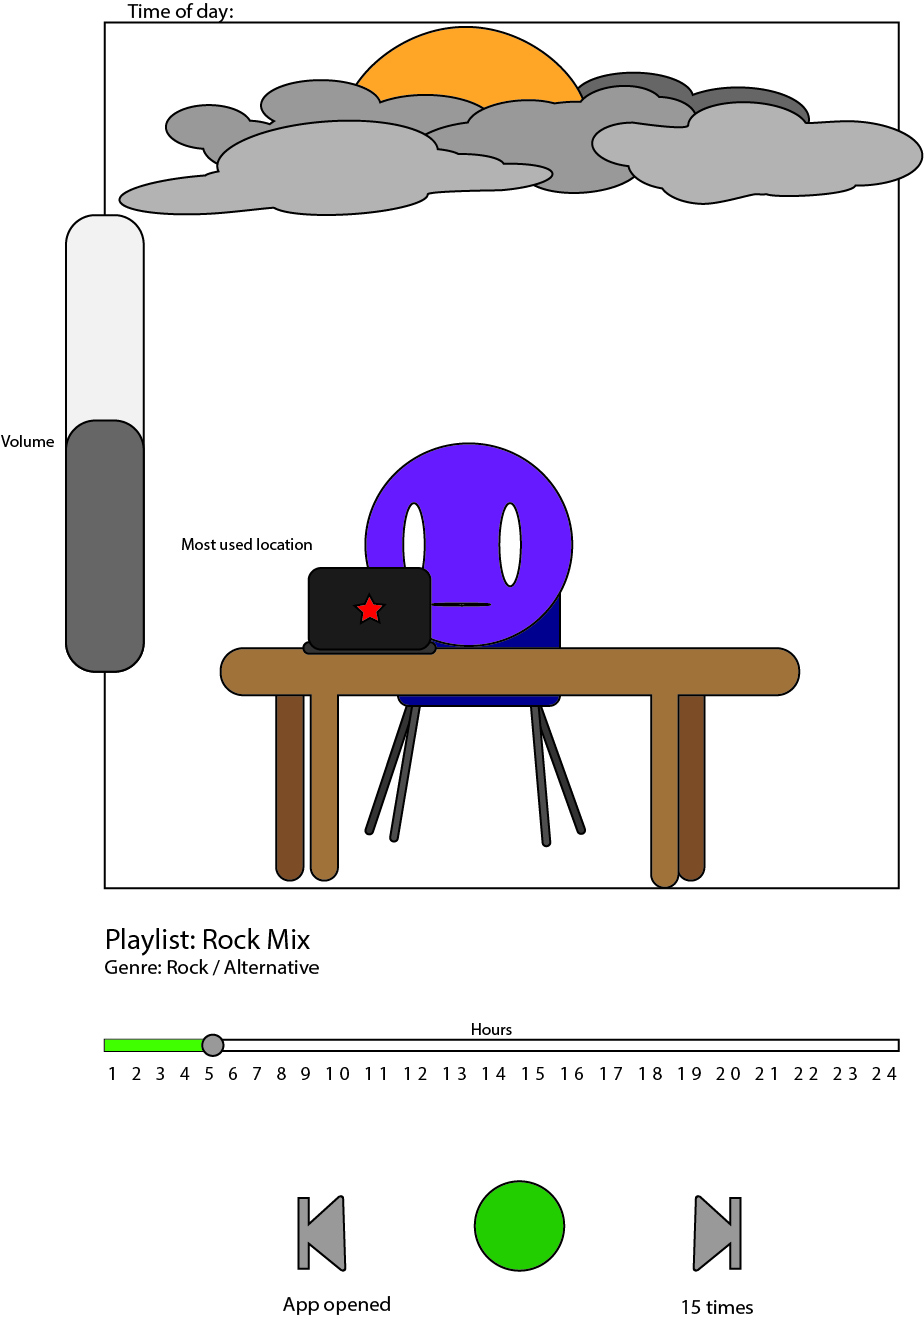 Time of day:
Volume
Most used location
Playlist: Rock Mix
Genre: Rock / Alternative
Hours
1 2 3 4 5 6 7 8 9 10 11 12 13 14 15 16 17 18 19 20 21 22 23 24
App opened
15 times